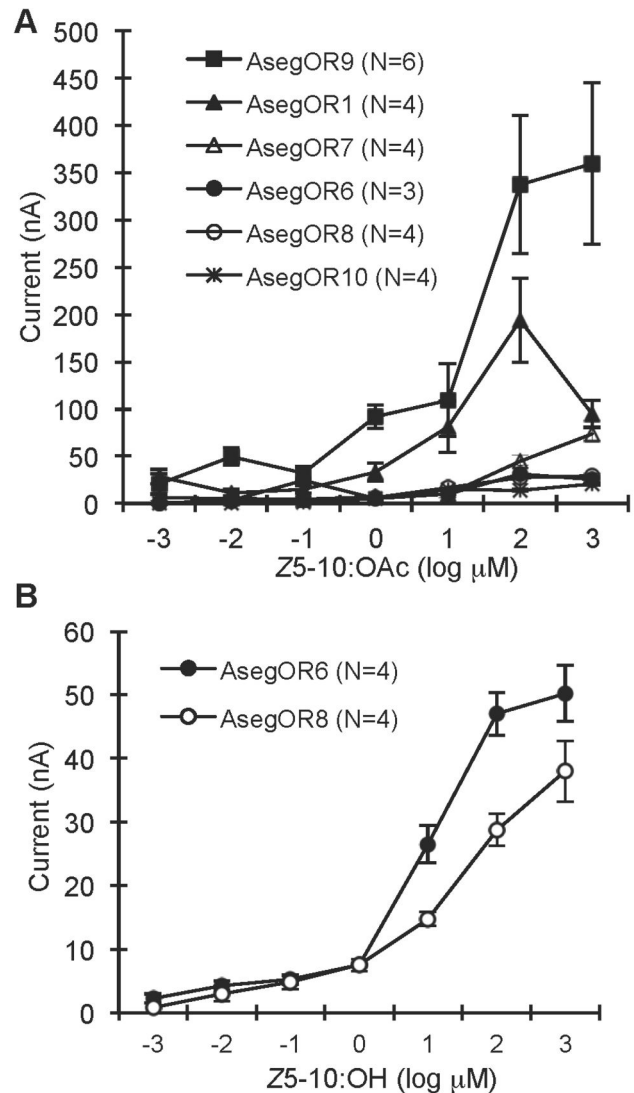 A
500
450
400
350
300
250
200
150
100
50
0
Current (nA)
AsegOR9 (N=6)
AsegOR1 (N=4)
AsegOR7 (N=4)
AsegOR6 (N=3)
AsegOR8 (N=4)
AsegOR10 (N=4)
-3 -2 -1 0 1 2 3
Z5-10:OAc (log μM)
B
60
50
40
30
20
10
0
Current (nA)
AsegOR6 (N=4)
AsegOR8 (N=4)
-3 -2 -1 0 1 2 3
Z5-10:OH (log μM)